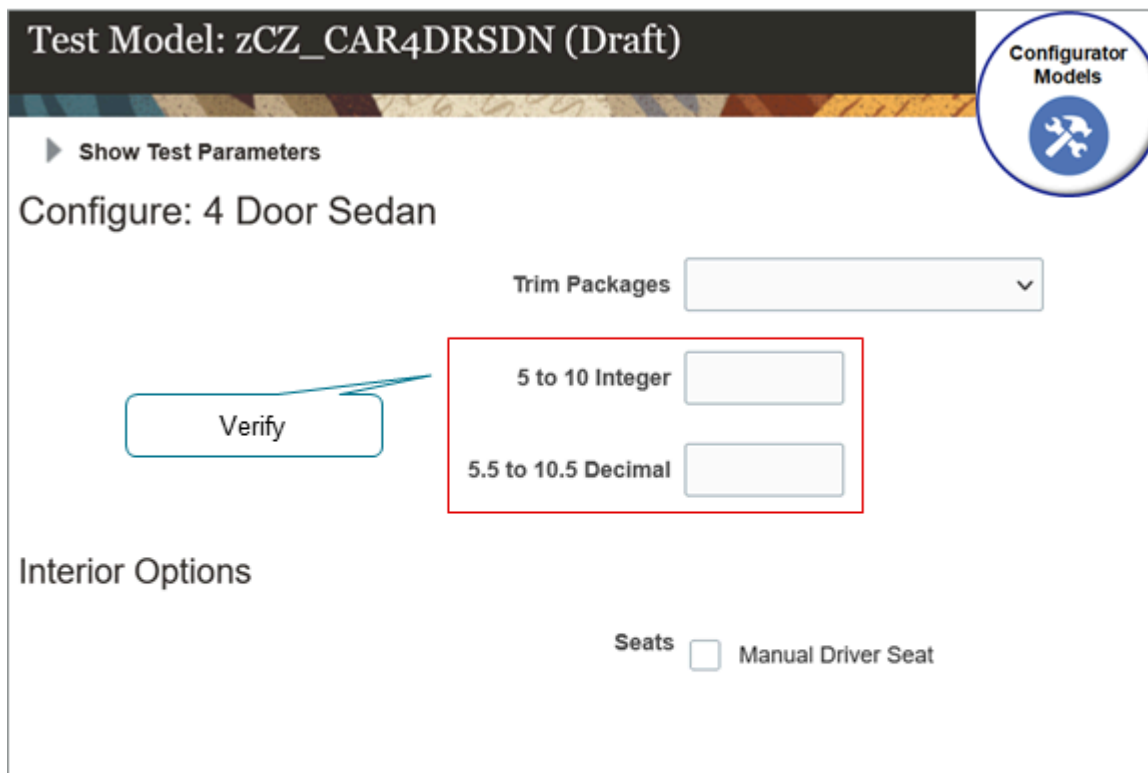 Test Model: zCZ_CAR4DRSDN (Draft)
Configurator
Models
Show Test Parameters
Configure: 4 Door Sedan
Trim Packages
5 to 10 Integer
Verify
5.5 to 10.5 Decimal
Interior Options
Seats
Manual Driver Seat